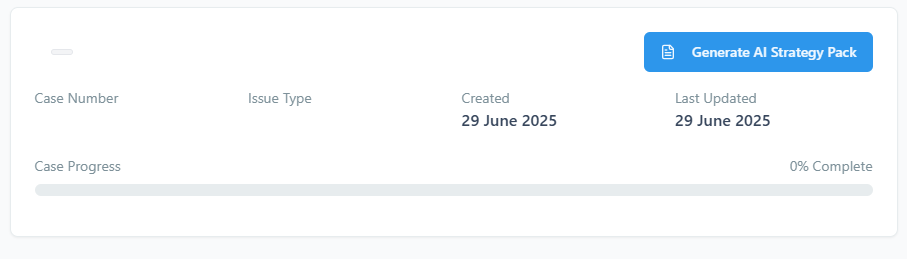 Generate AI Strategy Pack
Case Number Issue Type Created Last Updated
29 June 2025 29 June 2025
Case Progress 0% Complete